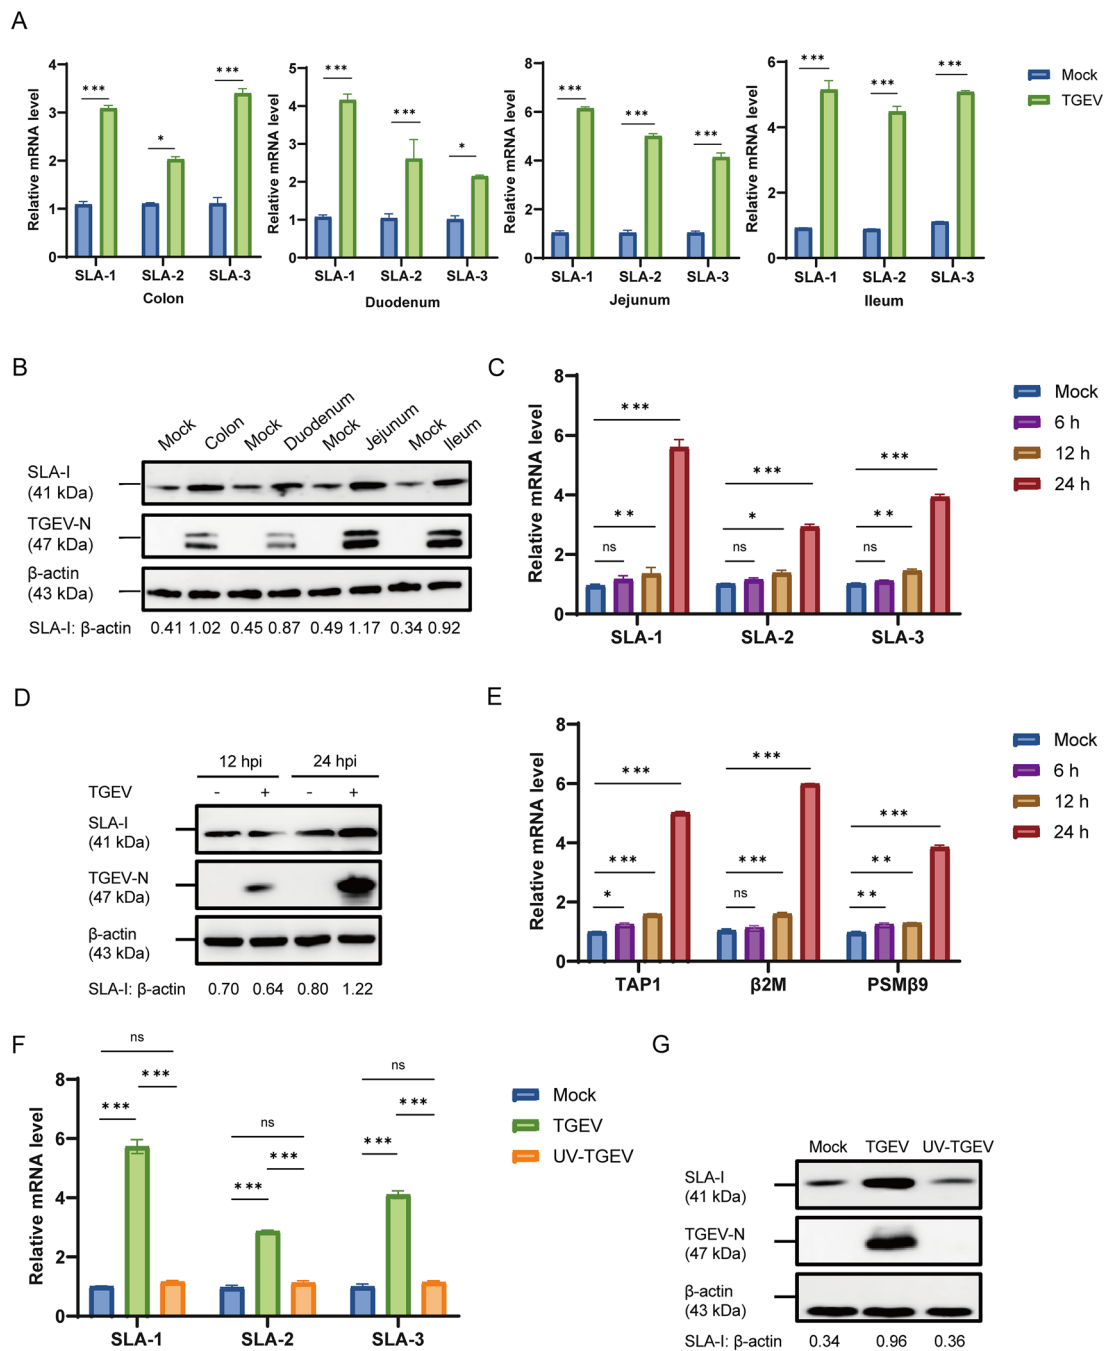 A
Relative mRNA level
0
1
2
3
4
***
*
***
SLA-1 SLA-2 SLA-3
Colon
Relative mRNA level
0
1
2
3
4
5
***
***
*
SLA-1 SLA-2 SLA-3
Duodenum
Relative mRNA level
0
2
4
6
8
***
***
***
SLA-1 SLA-2 SLA-3
Jejunum
Relative mRNA level
0
2
4
6
***
***
***
SLA-1 SLA-2 SLA-3
Ileum
Mock
TGEV
B
Mock Colon Mock Duodenum Mock Jejunum Mock Ileum
SLA-I
(41 kDa)
TGEV-N
(47 kDa)
β-actin
(43 kDa)
SLA-I: β-actin 0.41 1.02 0.45 0.87 0.49 1.17 0.34 0.92
C
Relative mRNA level
0
2
4
6
8
ns
**
***
ns
*
***
ns
**
***
SLA-1 SLA-2 SLA-3
Mock
6 h
12 h
24 h
D
12 hpi 24 hpi
TGEV - + - +
SLA-I
(41 kDa)
TGEV-N
(47 kDa)
β-actin
(43 kDa)
SLA-I: β-actin 0.70 0.64 0.80 1.22
E
Relative mRNA level
0
2
4
6
8
*
***
***
ns
***
***
**
**
***
TAP1 β2M PSMβ9
Mock
6 h
12 h
24 h
F
Relative mRNA level
0
2
4
6
8
ns
***
***
ns
***
***
ns
***
***
SLA-1 SLA-2 SLA-3
Mock
TGEV
UV-TGEV
G
Mock TGEV UV-TGEV
SLA-I
(41 kDa)
TGEV-N
(47 kDa)
β-actin
(43 kDa)
SLA-I: β-actin 0.34 0.96 0.36